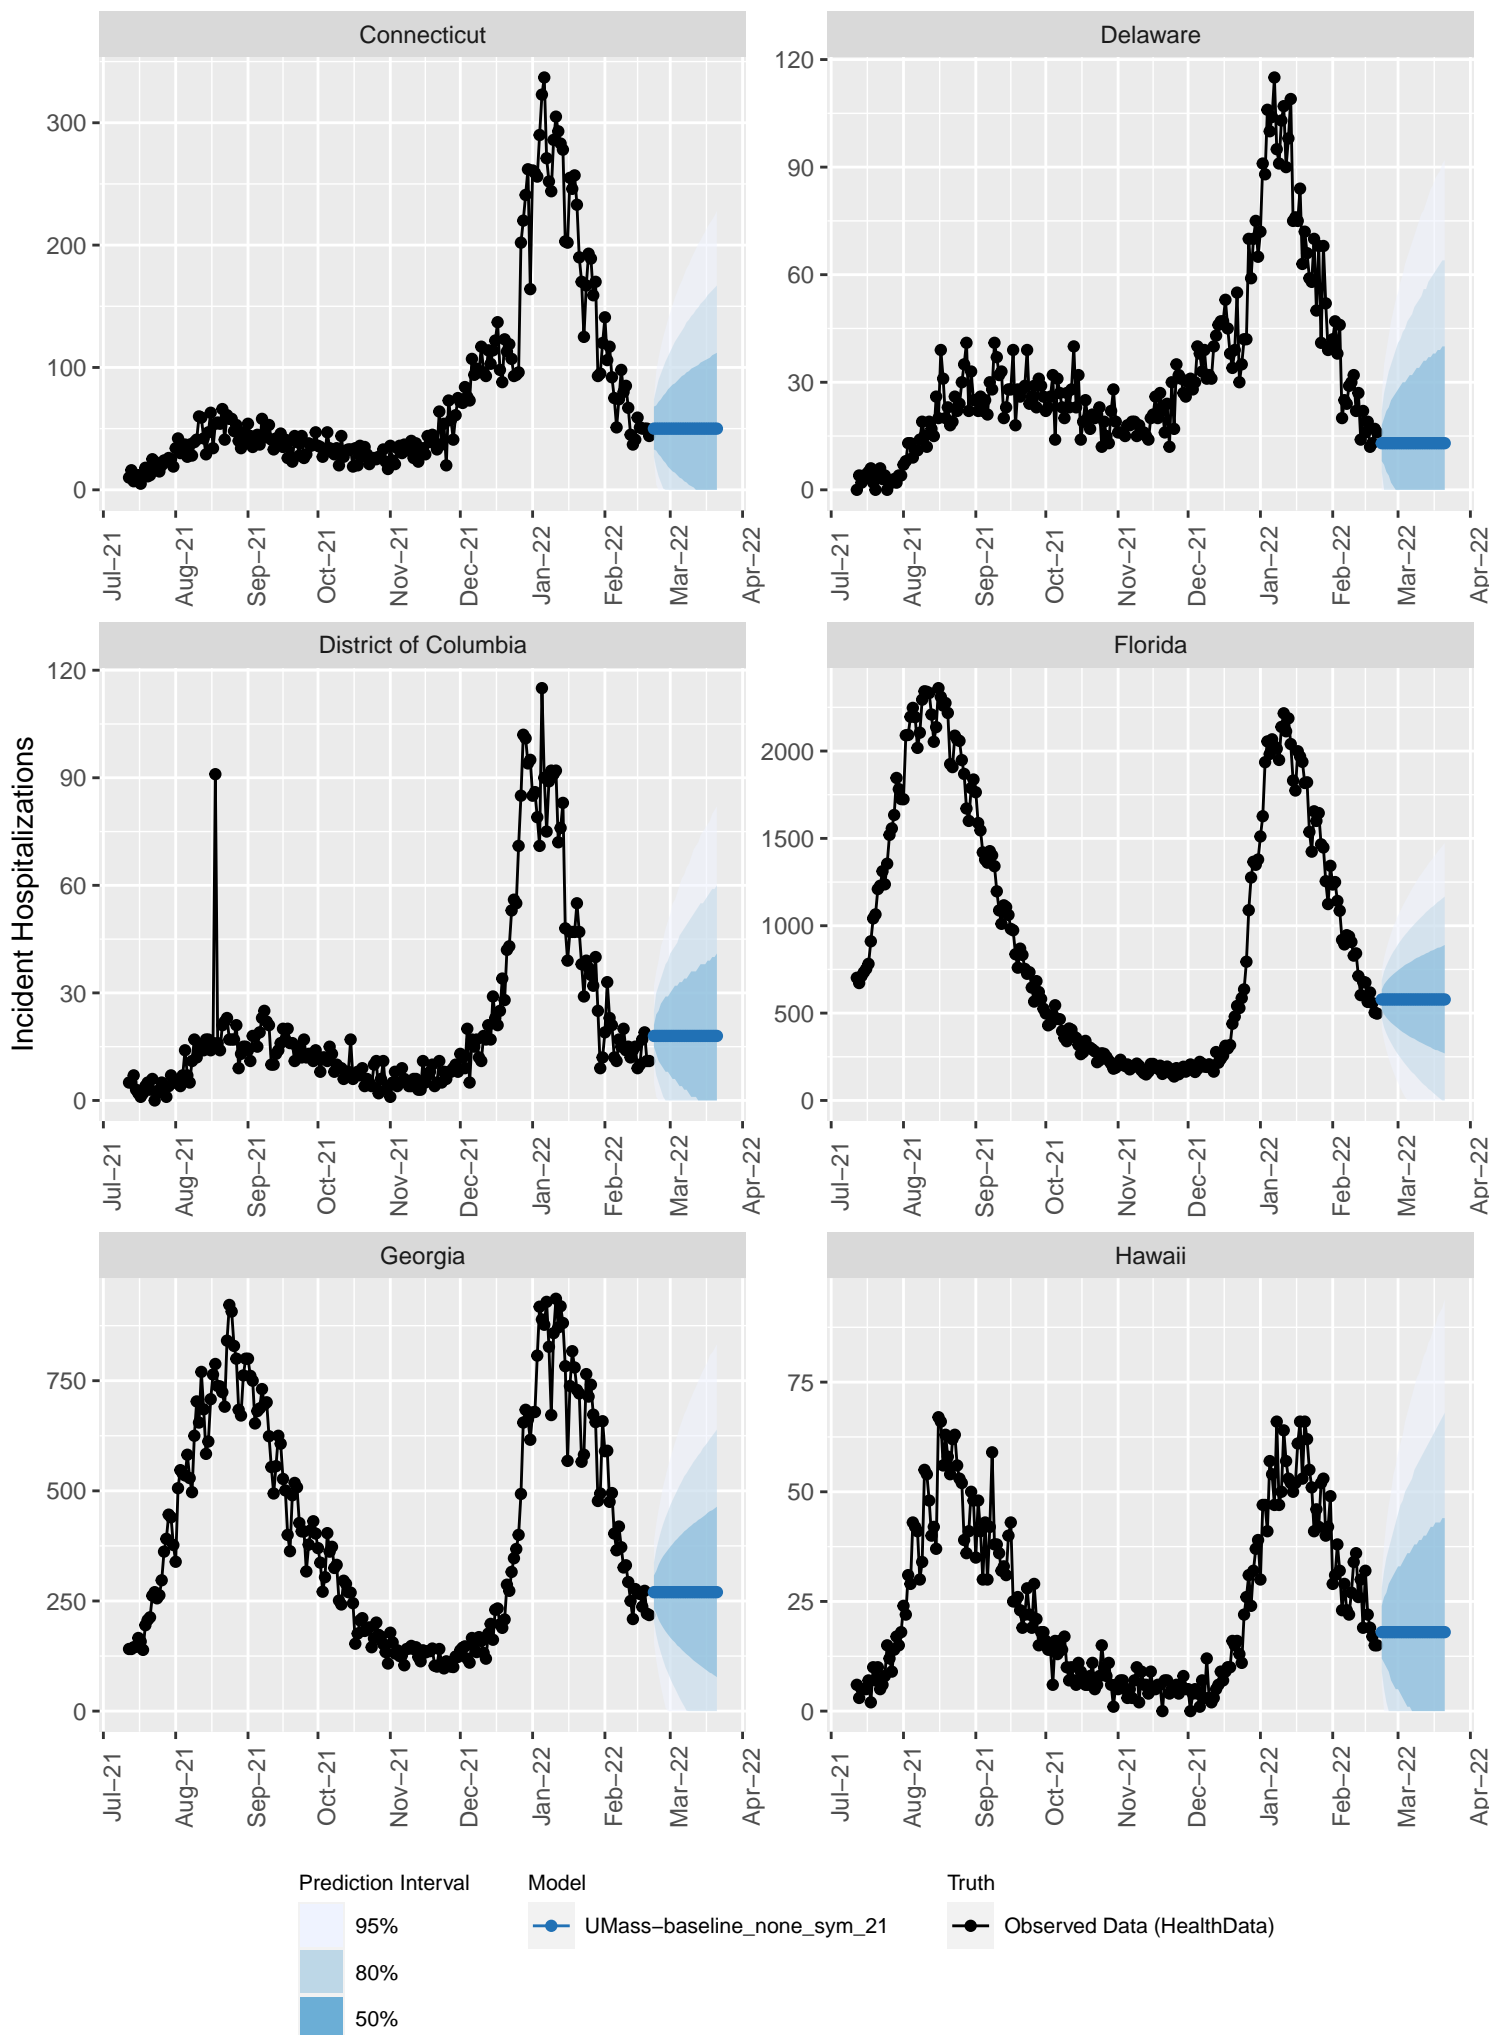 Connecticut
Delaware
300
200
100
0
120
90
60
30
0
Jul−21
Aug−21
Sep−21
Oct−21
Nov−21
Dec−21
Jan−22
Feb−22
Mar−22
Apr−22
Jul−21
Aug−21
Sep−21
Oct−21
Nov−21
Dec−21
Jan−22
Feb−22
Mar−22
Apr−22
Incident Hospitalizations
District of Columbia
Florida
120
90
60
30
0
2000
1500
1000
500
0
Jul−21
Aug−21
Sep−21
Oct−21
Nov−21
Dec−21
Jan−22
Feb−22
Mar−22
Apr−22
Jul−21
Aug−21
Sep−21
Oct−21
Nov−21
Dec−21
Jan−22
Feb−22
Mar−22
Apr−22
Georgia
Hawaii
750
500
250
0
75
50
25
0
Jul−21
Aug−21
Sep−21
Oct−21
Nov−21
Dec−21
Jan−22
Feb−22
Mar−22
Apr−22
Jul−21
Aug−21
Sep−21
Oct−21
Nov−21
Dec−21
Jan−22
Feb−22
Mar−22
Apr−22
Prediction Interval
95%
80%
50%
Model
UMass−baseline_none_sym_21
Truth
Observed Data (HealthData)